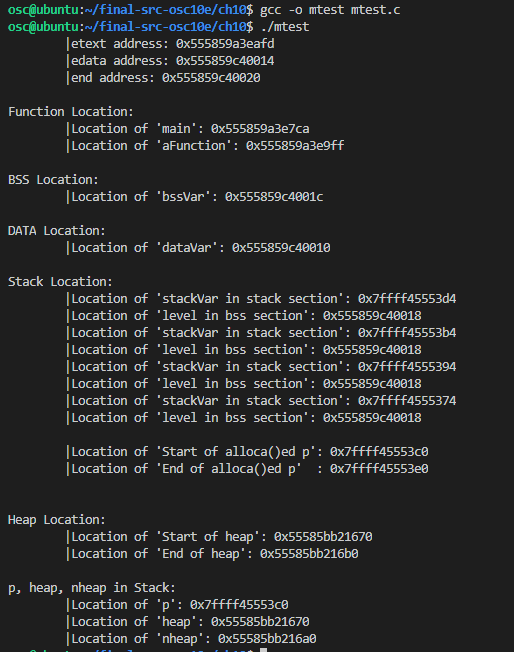 osc@ubuntu:~/final-src-osc10e/ch10$ gcc -o mtest mtest.c
osc@ubuntu:~/final-src-osc10e/ch10$ ./mtest
|etext address: 0x555859a3eafd
|edata address: 0x555859c40014
|end address: 0x555859c40020
Function Location:
|Location of 'main': 0x555859a3e7ca
|Location of 'aFunction': 0x555859a3e9ff
BSS Location:
|Location of 'bssVar': 0x555859c4001c
DATA Location:
|Location of 'dataVar': 0x555859c40010
Stack Location:
|Location of 'stackVar in stack section': 0x7ffff45553d4
|Location of 'level in bss section': 0x555859c40018
|Location of 'stackVar in stack section': 0x7ffff45553b4
|Location of 'level in bss section': 0x555859c40018
|Location of 'stackVar in stack section': 0x7ffff4555394
|Location of 'level in bss section': 0x555859c40018
|Location of 'stackVar in stack section': 0x7ffff4555374
|Location of 'level in bss section': 0x555859c40018
|Location of 'Start of alloca()ed p': 0x7ffff45553c0
|Location of 'End of alloca()ed p'  : 0x7ffff45553e0
Heap Location:
|Location of 'Start of heap': 0x55585bb21670
|Location of 'End of heap': 0x55585bb216b0
p, heap, nheap in Stack:
|Location of 'p': 0x7ffff45553c0
|Location of 'heap': 0x55585bb21670
|Location of 'nheap': 0x55585bb216a0